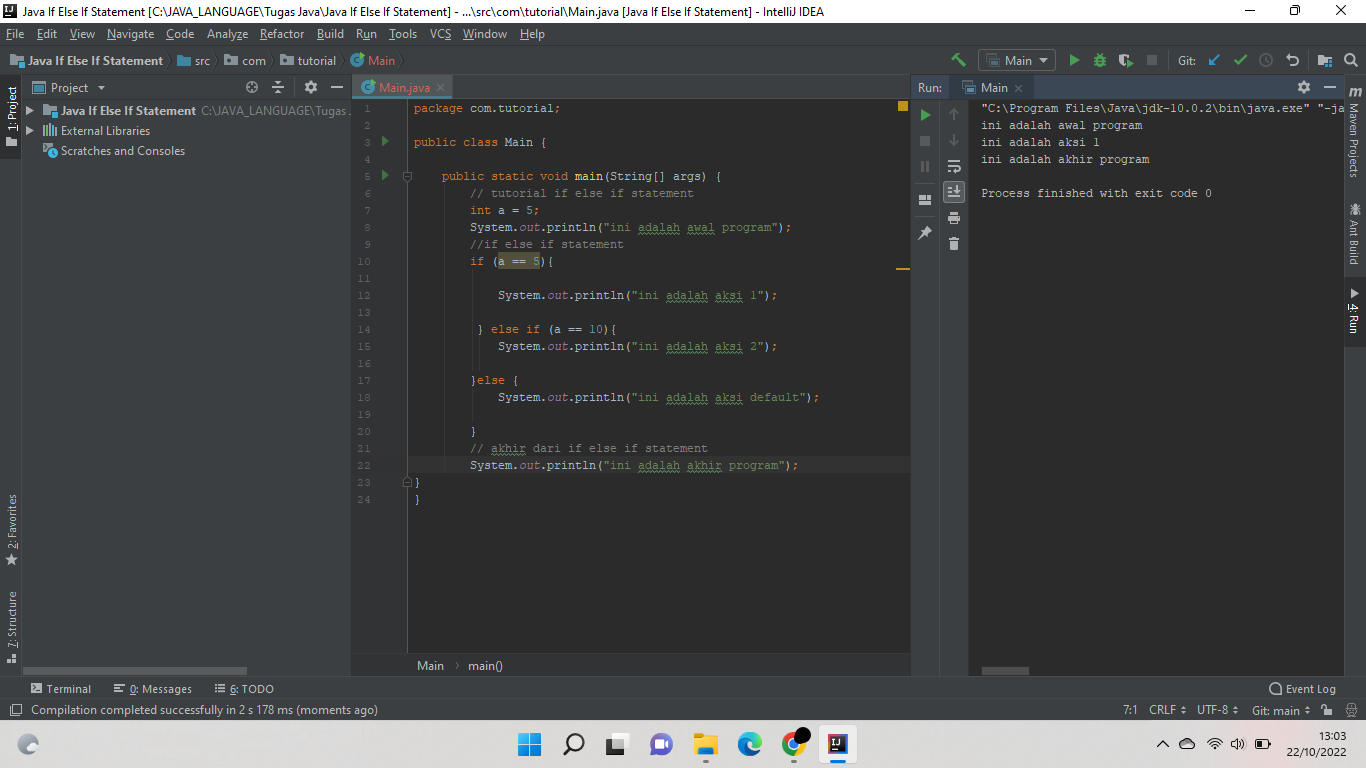 Java If Else If Statement [C:\JAVA_LANGUAGE\Tugas Java\Java If Else If Statement] - ...\src\com\tutorial\Main.java [Java If Else If Statement] - IntelliJ IDEA
File Edit View Navigate Code Analyze Refactor Build Run Tools VCS Window Help
Java If Else If Statement src com tutorial Main Main Git:
1: Project
Project
Java If Else If Statement C:\JAVA_LANGUAGE\Tugas
External Libraries
Scratches and Consoles
2: Favorites
7: Structure
Main.java
1 package com.tutorial;
2
3 public class Main {
4
5 public static void main(String[] args) {
6 // tutorial if else if statement
7 int a = 5;
8 System.out.println("ini adalah awal program");
9 //if else if statement
10 if (a == 5){
11
12 System.out.println("ini adalah aksi 1");
13
14 } else if (a == 10){
15 System.out.println("ini adalah aksi 2");
16
17 }else {
18 System.out.println("ini adalah aksi default");
19
20 }
21 // akhir dari if else if statement
22 System.out.println("ini adalah akhir program");
23 }
24 }
Main main()
Run: Main
"C:\Program Files\Java\jdk-10.0.2\bin\java.exe" "-ja
ini adalah awal program
ini adalah aksi 1
ini adalah akhir program
Process finished with exit code 0
m Maven Projects
Ant Build
4: Run
Terminal 0: Messages 6: TODO Event Log
Compilation completed successfully in 2 s 178 ms (moments ago) 7:1 CRLF UTF-8 Git: main
IJ
13:03
22/10/2022